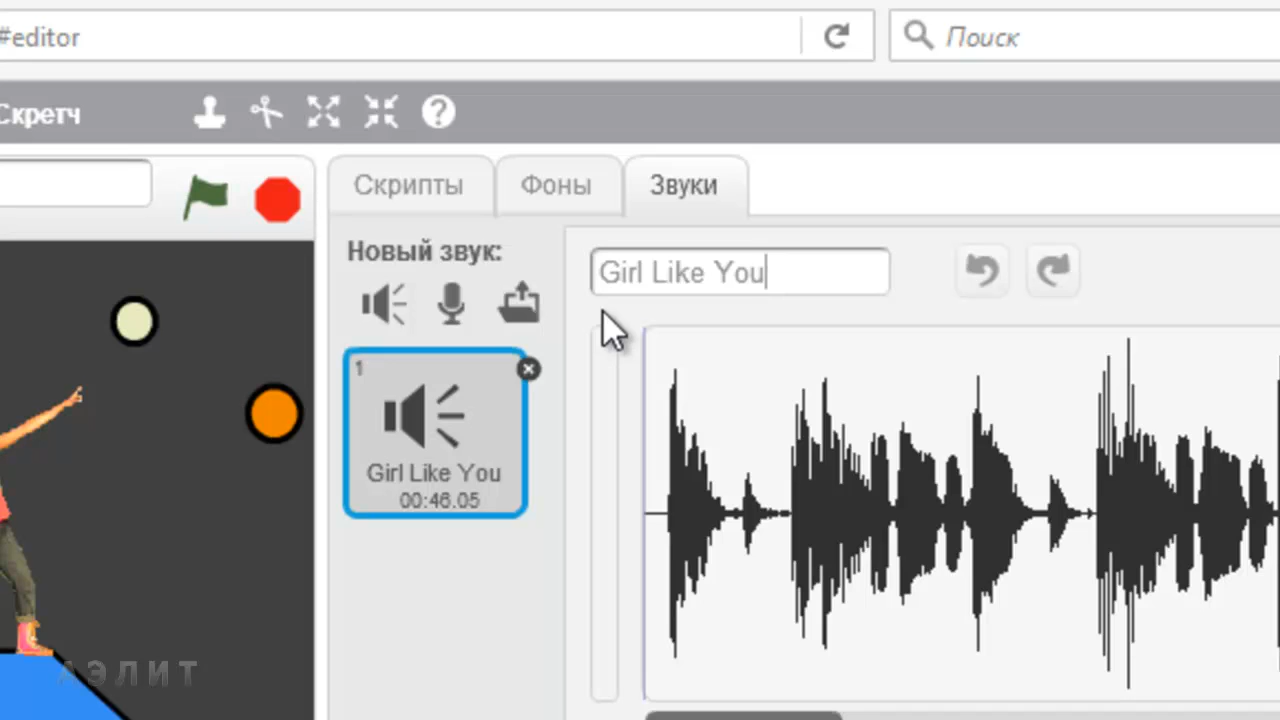 #editor
Поиск
Скретч
Скрипты
Фоны
Звуки
Новый звук:
Girl Like You
1
Girl Like You
00:46.05
АЭЛИТ